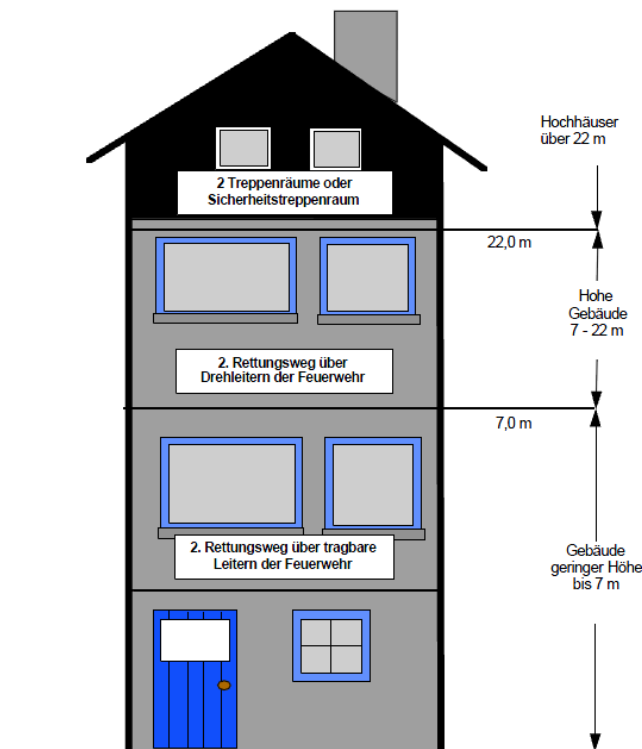 Hochhäuser
über 22 m
2 Treppenräume oder
Sicherheitstreppenraum
22,0 m
Hohe
Gebäude
7 - 22 m
2. Rettungsweg über
Drehleitern der Feuerwehr
7,0 m
2. Rettungsweg über tragbare
Leitern der Feuerwehr
Gebäude
geringer Höhe
bis 7 m